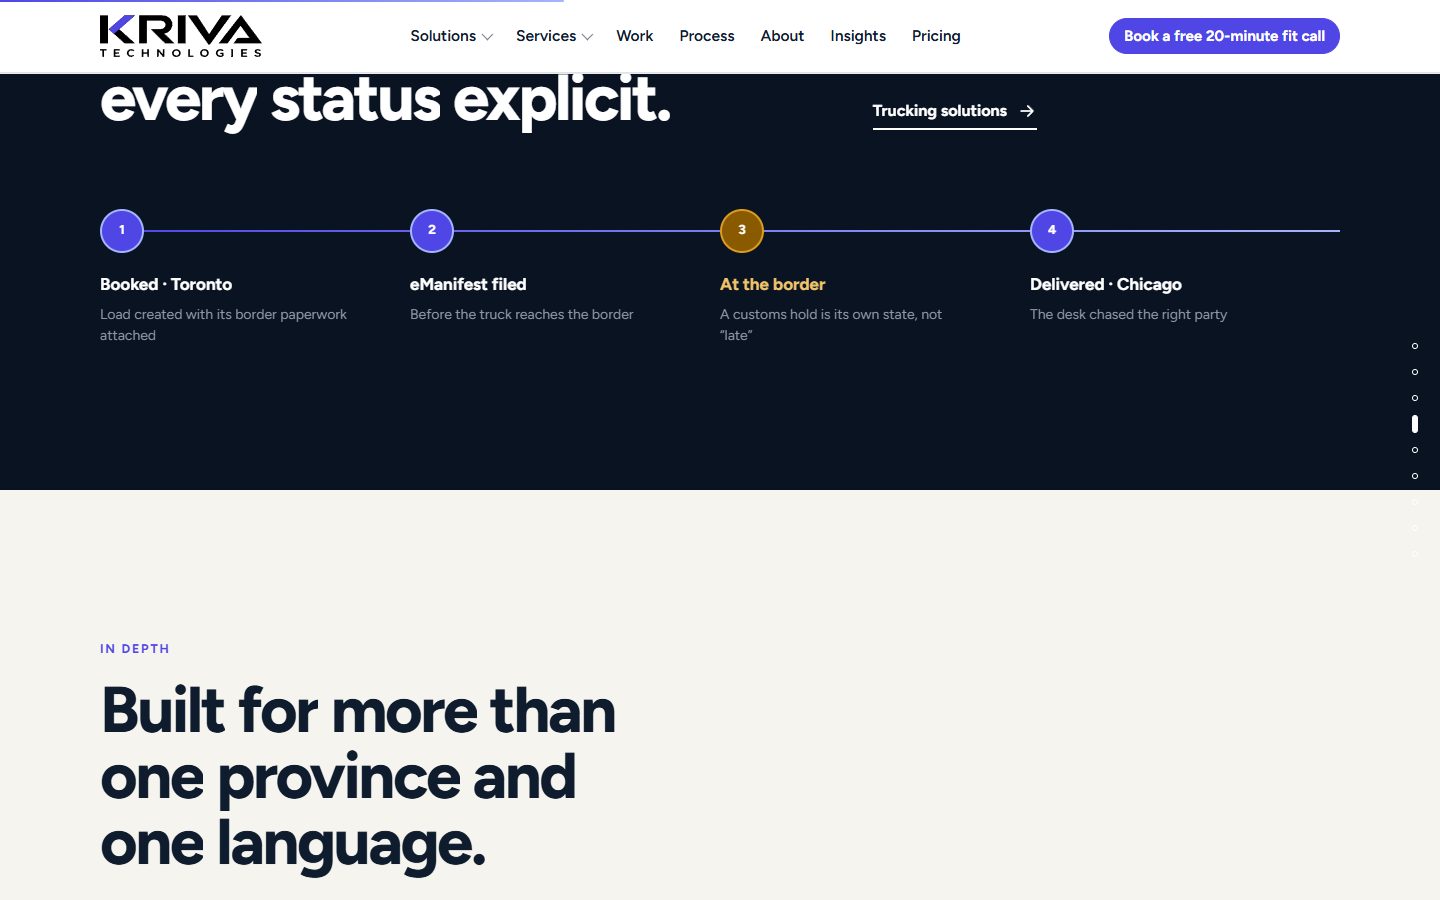 KRIVA
TECHNOLOGIES
Solutions
Services
Work
Process
About
Insights
Pricing
Book a free 20-minute fit call
every status explicit.
Trucking solutions
1
2
3
4
Booked · Toronto
Load created with its border paperwork
attached
eManifest filed
Before the truck reaches the border
At the border
A customs hold is its own state, not
“late”
Delivered · Chicago
The desk chased the right party
IN DEPTH
Built for more than
one province and
one language.